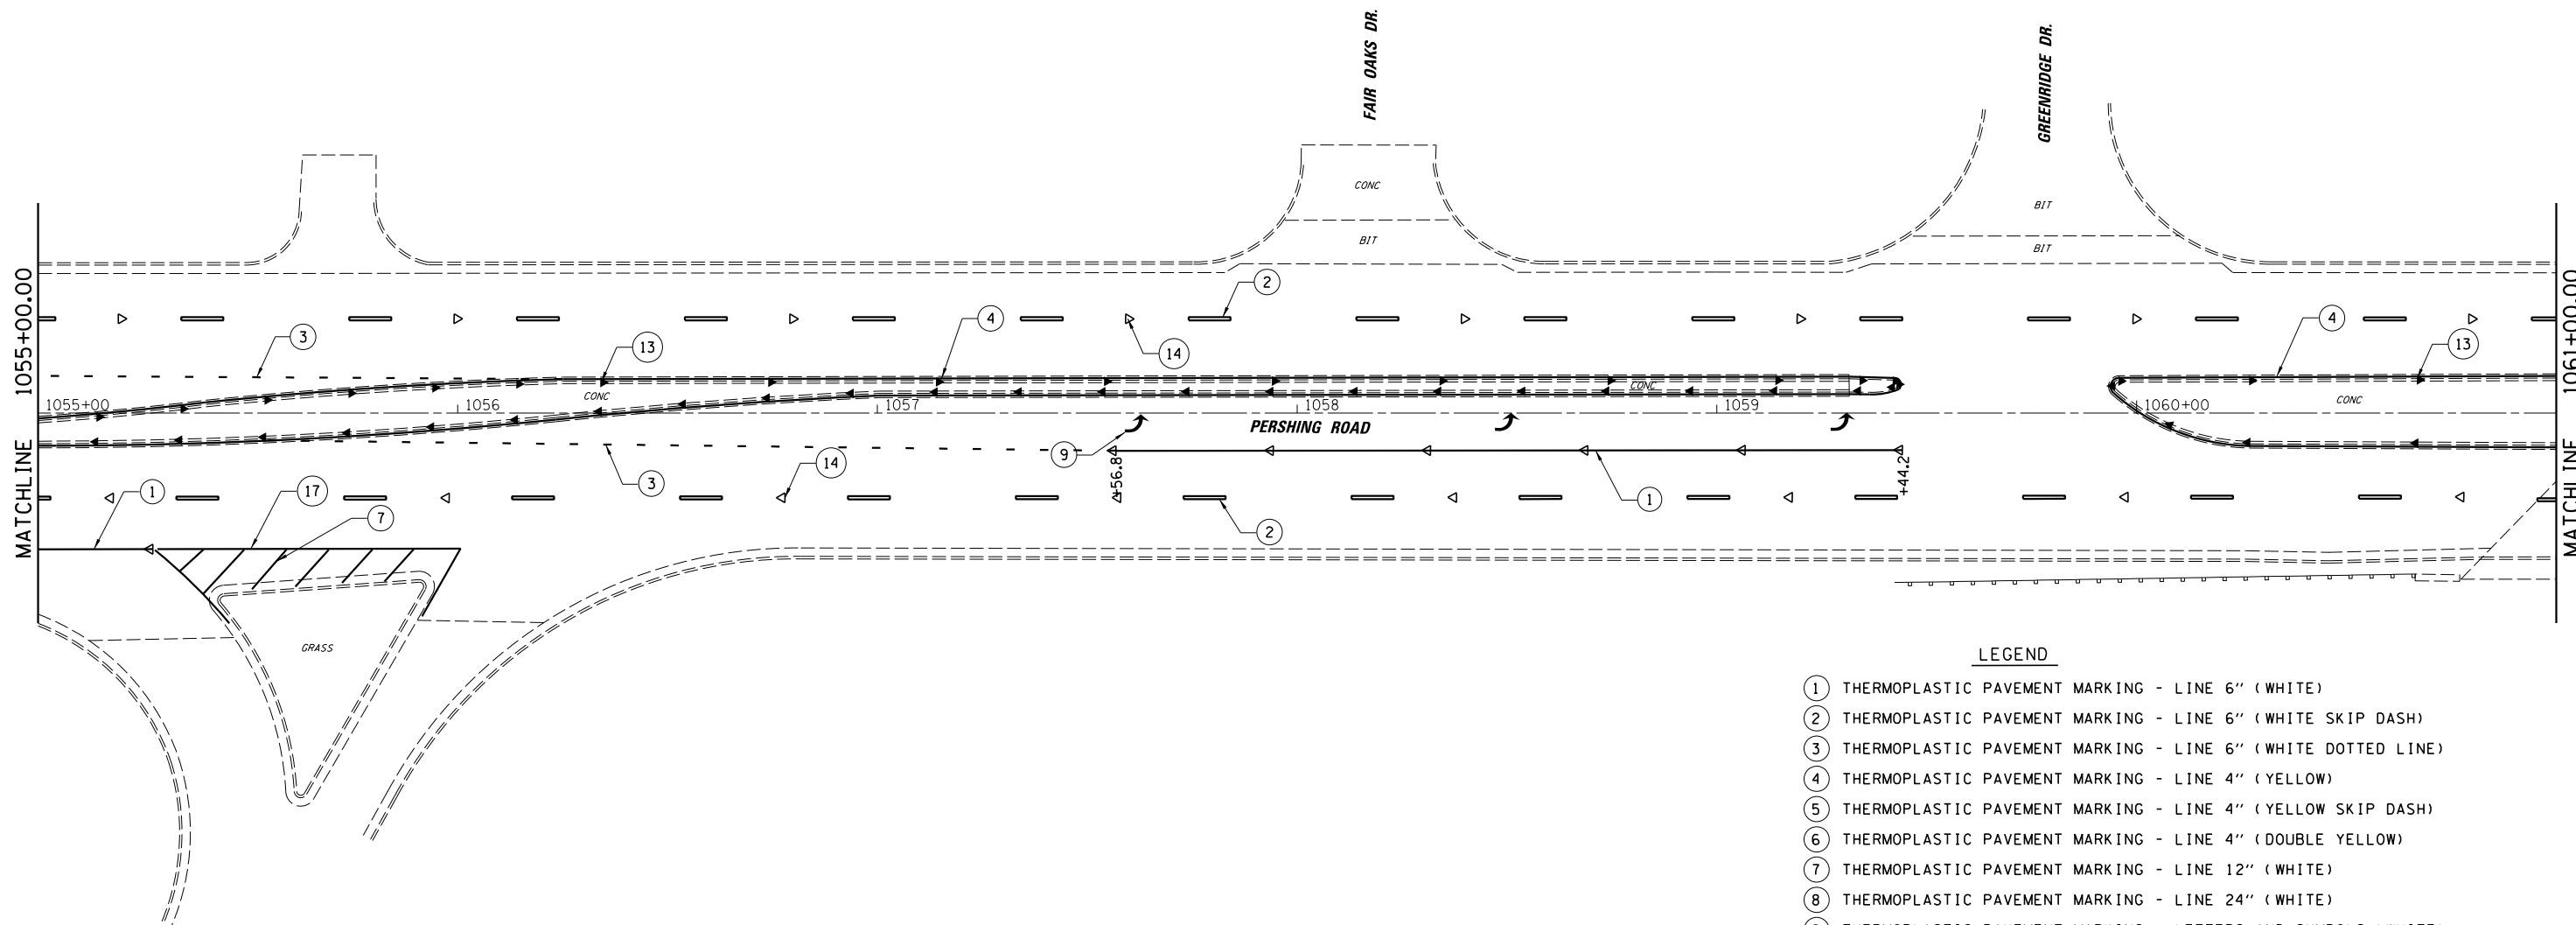 FAIR OAKS DR.
GREENRIDGE DR.
CONC
BIT
BIT
BIT
MATCHLINE 1055+00.00
MATCHLINE 1061+00.00
2
14
3
13
4
4
13
1055+00
1056
1057
1058
1059
1060+00
CONC
CONC
CONC
PERSHING ROAD
9
+56.8
+44.2
3
14
1
2
1
17
7
GRASS
LEGEND
1 THERMOPLASTIC PAVEMENT MARKING - LINE 6" (WHITE)
2 THERMOPLASTIC PAVEMENT MARKING - LINE 6" (WHITE SKIP DASH)
3 THERMOPLASTIC PAVEMENT MARKING - LINE 6" (WHITE DOTTED LINE)
4 THERMOPLASTIC PAVEMENT MARKING - LINE 4" (YELLOW)
5 THERMOPLASTIC PAVEMENT MARKING - LINE 4" (YELLOW SKIP DASH)
6 THERMOPLASTIC PAVEMENT MARKING - LINE 4" (DOUBLE YELLOW)
7 THERMOPLASTIC PAVEMENT MARKING - LINE 12" (WHITE)
8 THERMOPLASTIC PAVEMENT MARKING - LINE 24" (WHITE)